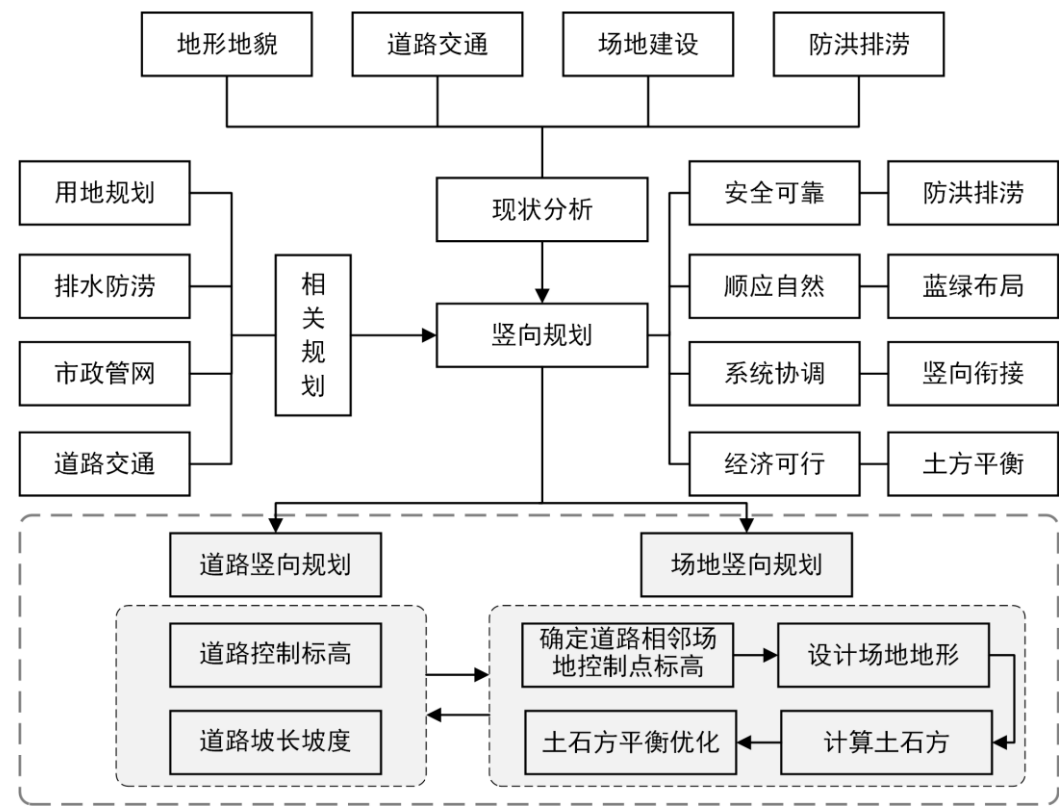 地形地貌
道路交通
场地建设
防洪排涝
用地规划
排水防涝
市政管网
道路交通
相
关
规
划
现状分析
竖向规划
安全可靠
防洪排涝
顺应自然
蓝绿布局
系统协调
竖向衔接
经济可行
土方平衡
道路竖向规划
场地竖向规划
道路控制标高
道路坡长坡度
确定道路相邻场
地控制点标高
设计场地地形
土石方平衡优化
计算土石方